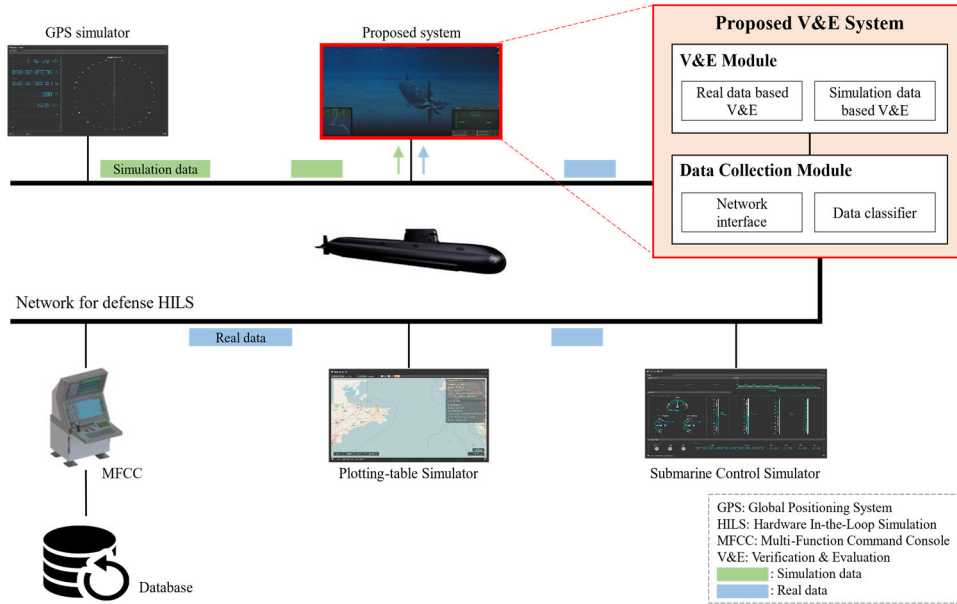 GPS simulator
Proposed system
Proposed V&E System
V&E Module
Real data based
V&E
Simulation data
based V&E
Data Collection Module
Network
interface
Data classifier
Simulation data
Network for defense HILS
Real data
MFCC
Plotting-table Simulator
Submarine Control Simulator
Database
GPS: Global Positioning System
HILS: Hardware In-the-Loop Simulation
MFCC: Multi-Function Command Console
V&E: Verification & Evaluation
: Simulation data
: Real data